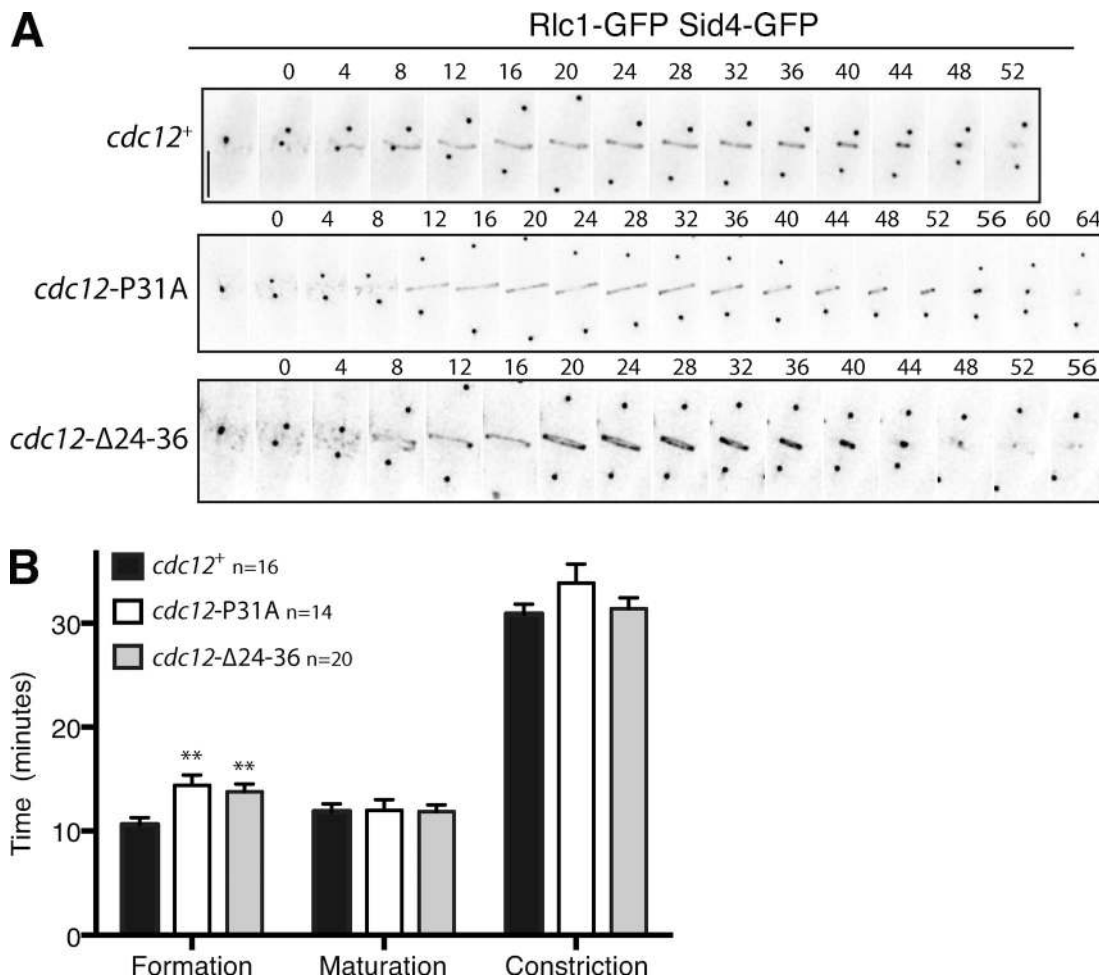 A
Rlc1-GFP Sid4-GFP
0 4 8 12 16 20 24 28 32 36 40 44 48 52
cdc12+
0 4 8 12 16 20 24 28 32 36 40 44 48 52 56 60 64
cdc12-P31A
0 4 8 12 16 20 24 28 32 36 40 44 48 52 56
cdc12-Δ24-36
B
cdc12+ n=16
cdc12-P31A n=14
cdc12-Δ24-36 n=20
Time (minutes)
30
20
10
0
** **
Formation Maturation Constriction